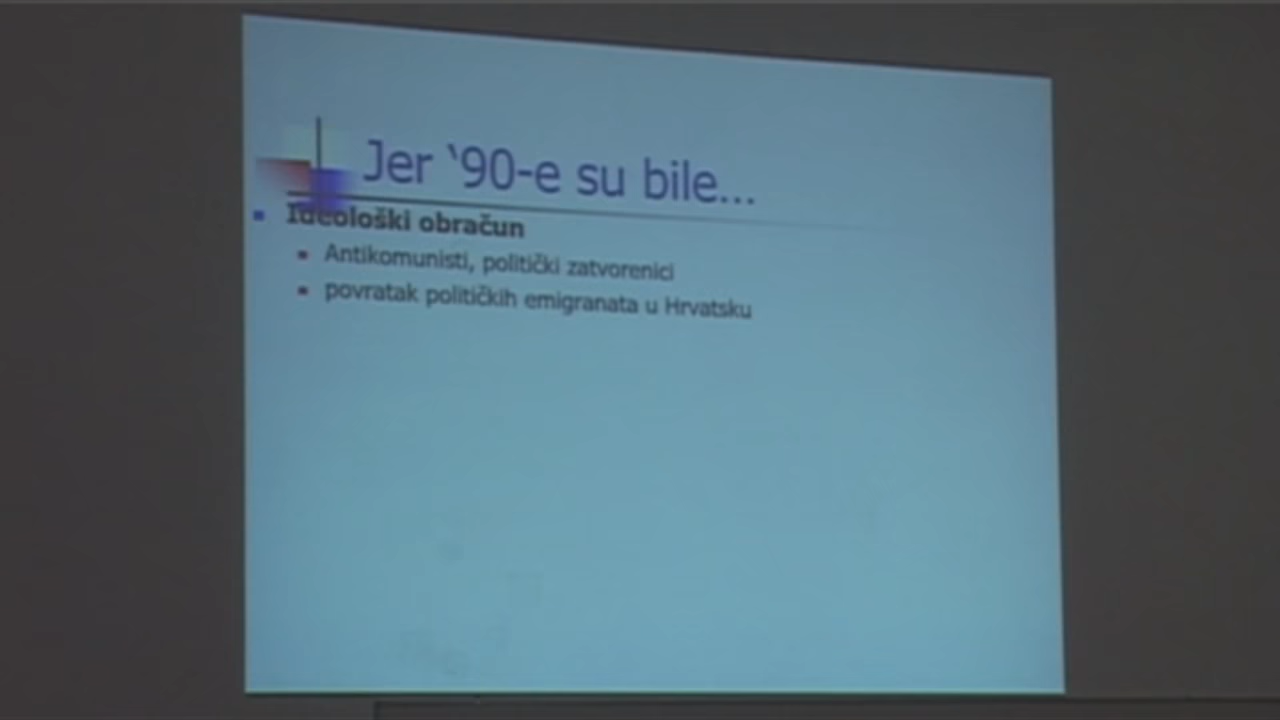 Jer ‘90-e su bile...
Ideološki obračun
Antikomunisti, politički zatvorenici
povratak političkih emigranata u Hrvatsku